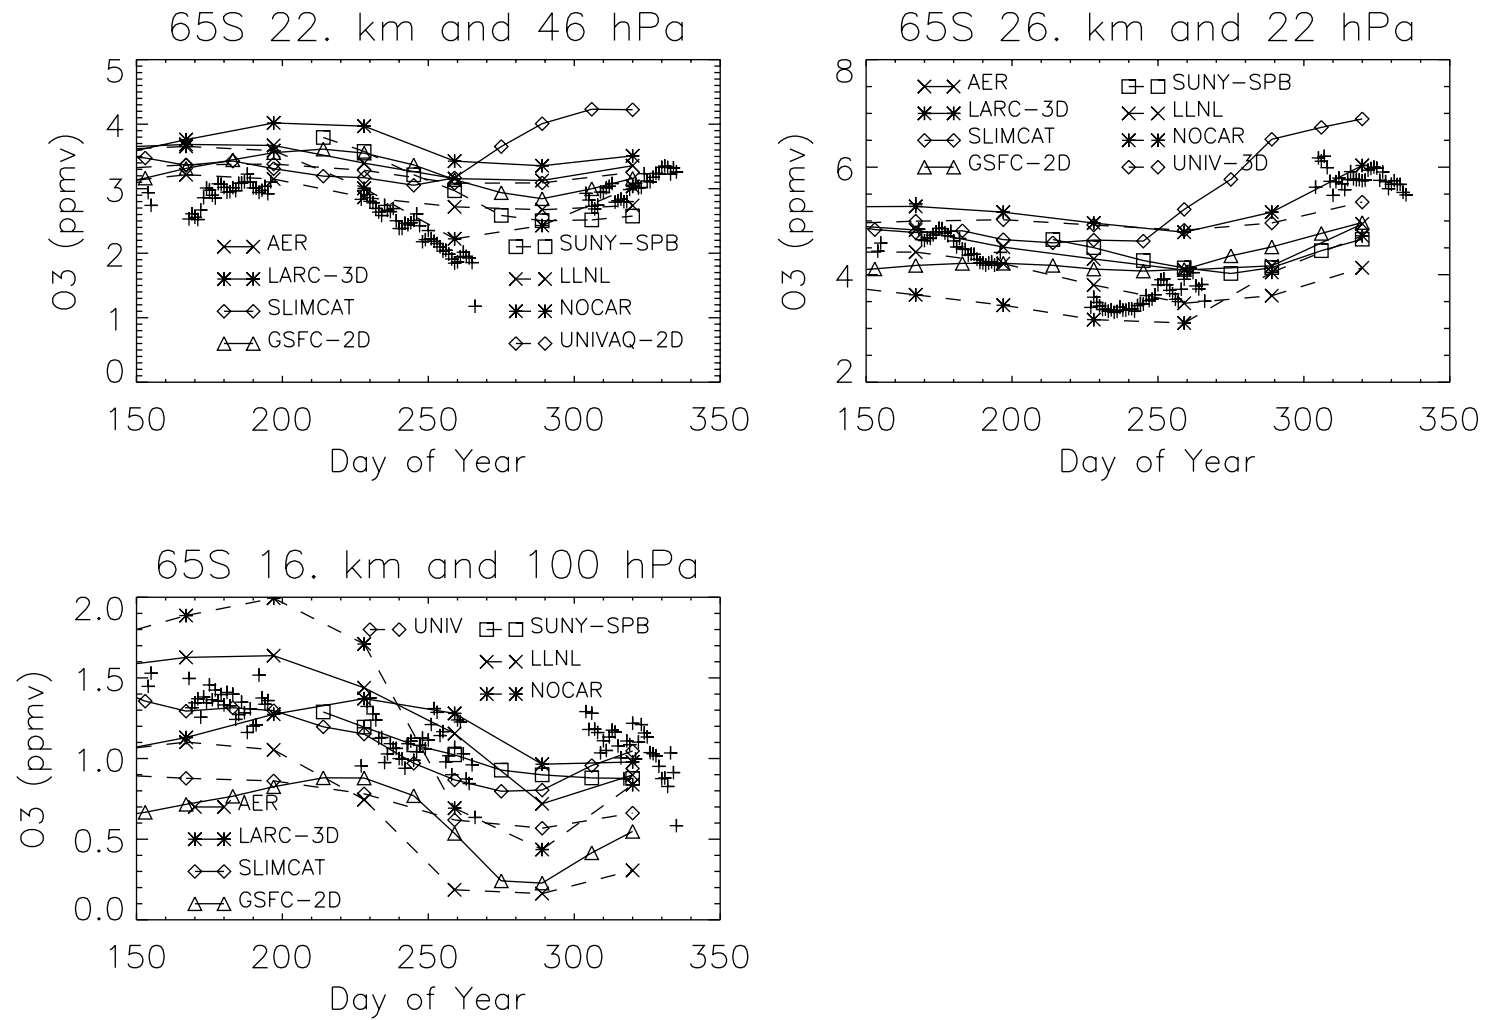 65S 22. km and 46 hPa
O3 (ppmv)
5
4
3
2
1
0
AER
LARC-3D
SLIMCAT
GSFC-2D
SUNY-SPB
LLNL
NOCAR
UNIVAQ-2D
150 200 250 300 350
Day of Year
65S 26. km and 22 hPa
O3 (ppmv)
8
6
4
2
AER
LARC-3D
SLIMCAT
GSFC-2D
SUNY-SPB
LLNL
NOCAR
UNIV-3D
150 200 250 300 350
Day of Year
65S 16. km and 100 hPa
O3 (ppmv)
2.0
1.5
1.0
0.5
0.0
UNIV
SUNY-SPB
LLNL
NOCAR
AER
LARC-3D
SLIMCAT
GSFC-2D
150 200 250 300 350
Day of Year